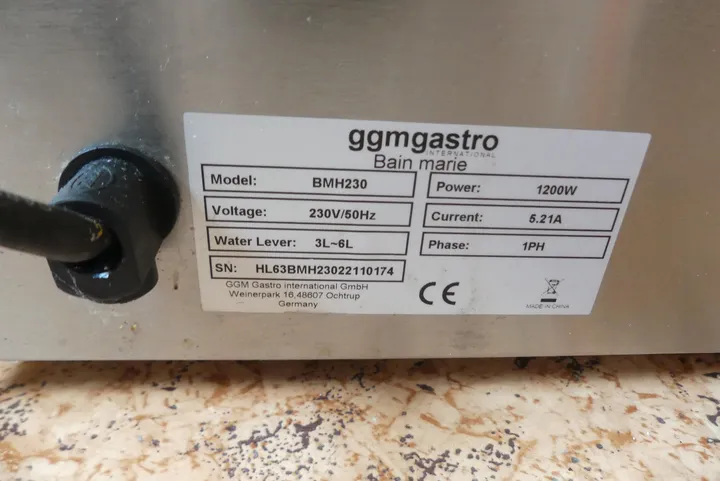 ggmgastro
INTERNATIONAL
Bain marie
Model: BMH230
Power: 1200W
Voltage: 230V/50Hz
Current: 5.21A
Water Lever: 3L~6L
Phase: 1PH
SN: HL63BMH23022110174
GGM Gastro international GmbH
Weinerpark 16,48607 Ochtrup
Germany
CE
MADE IN CHINA